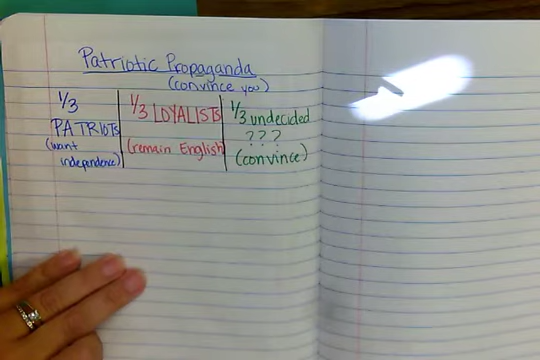 Patriotic Propaganda
(convince you)
1/3
PATRIOTS
(want
independence)
1/3 LOYALISTS
(remain English)
1/3 undecided
? ? ?
(convince)